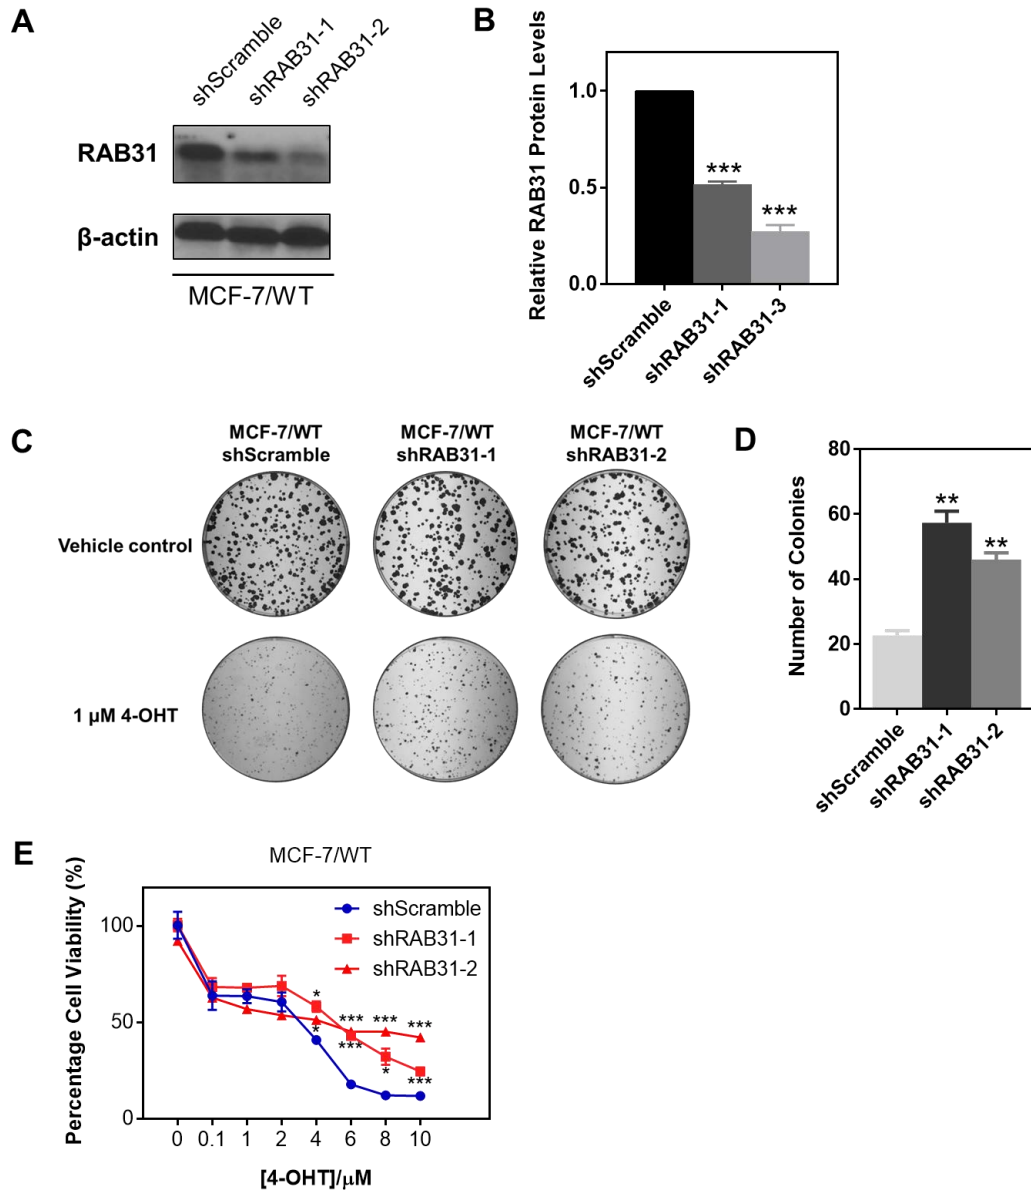 A
shScramble
shRAB31-1
shRAB31-2
RAB31
β-actin
MCF-7/WT
B
Relative RAB31 Protein Levels
1.0
0.5
0.0
***
***
shScramble
shRAB31-1
shRAB31-3
C
MCF-7/WT
shScramble
MCF-7/WT
shRAB31-1
MCF-7/WT
shRAB31-2
Vehicle control
1 µM 4-OHT
D
Number of Colonies
80
60
40
20
0
**
**
shScramble
shRAB31-1
shRAB31-2
E
MCF-7/WT
Percentage Cell Viability (%)
100
50
0
shScramble
shRAB31-1
shRAB31-2
* *** *** ***
* *** * ***
0 0.1 1 2 4 6 8 10
[4-OHT]/µM